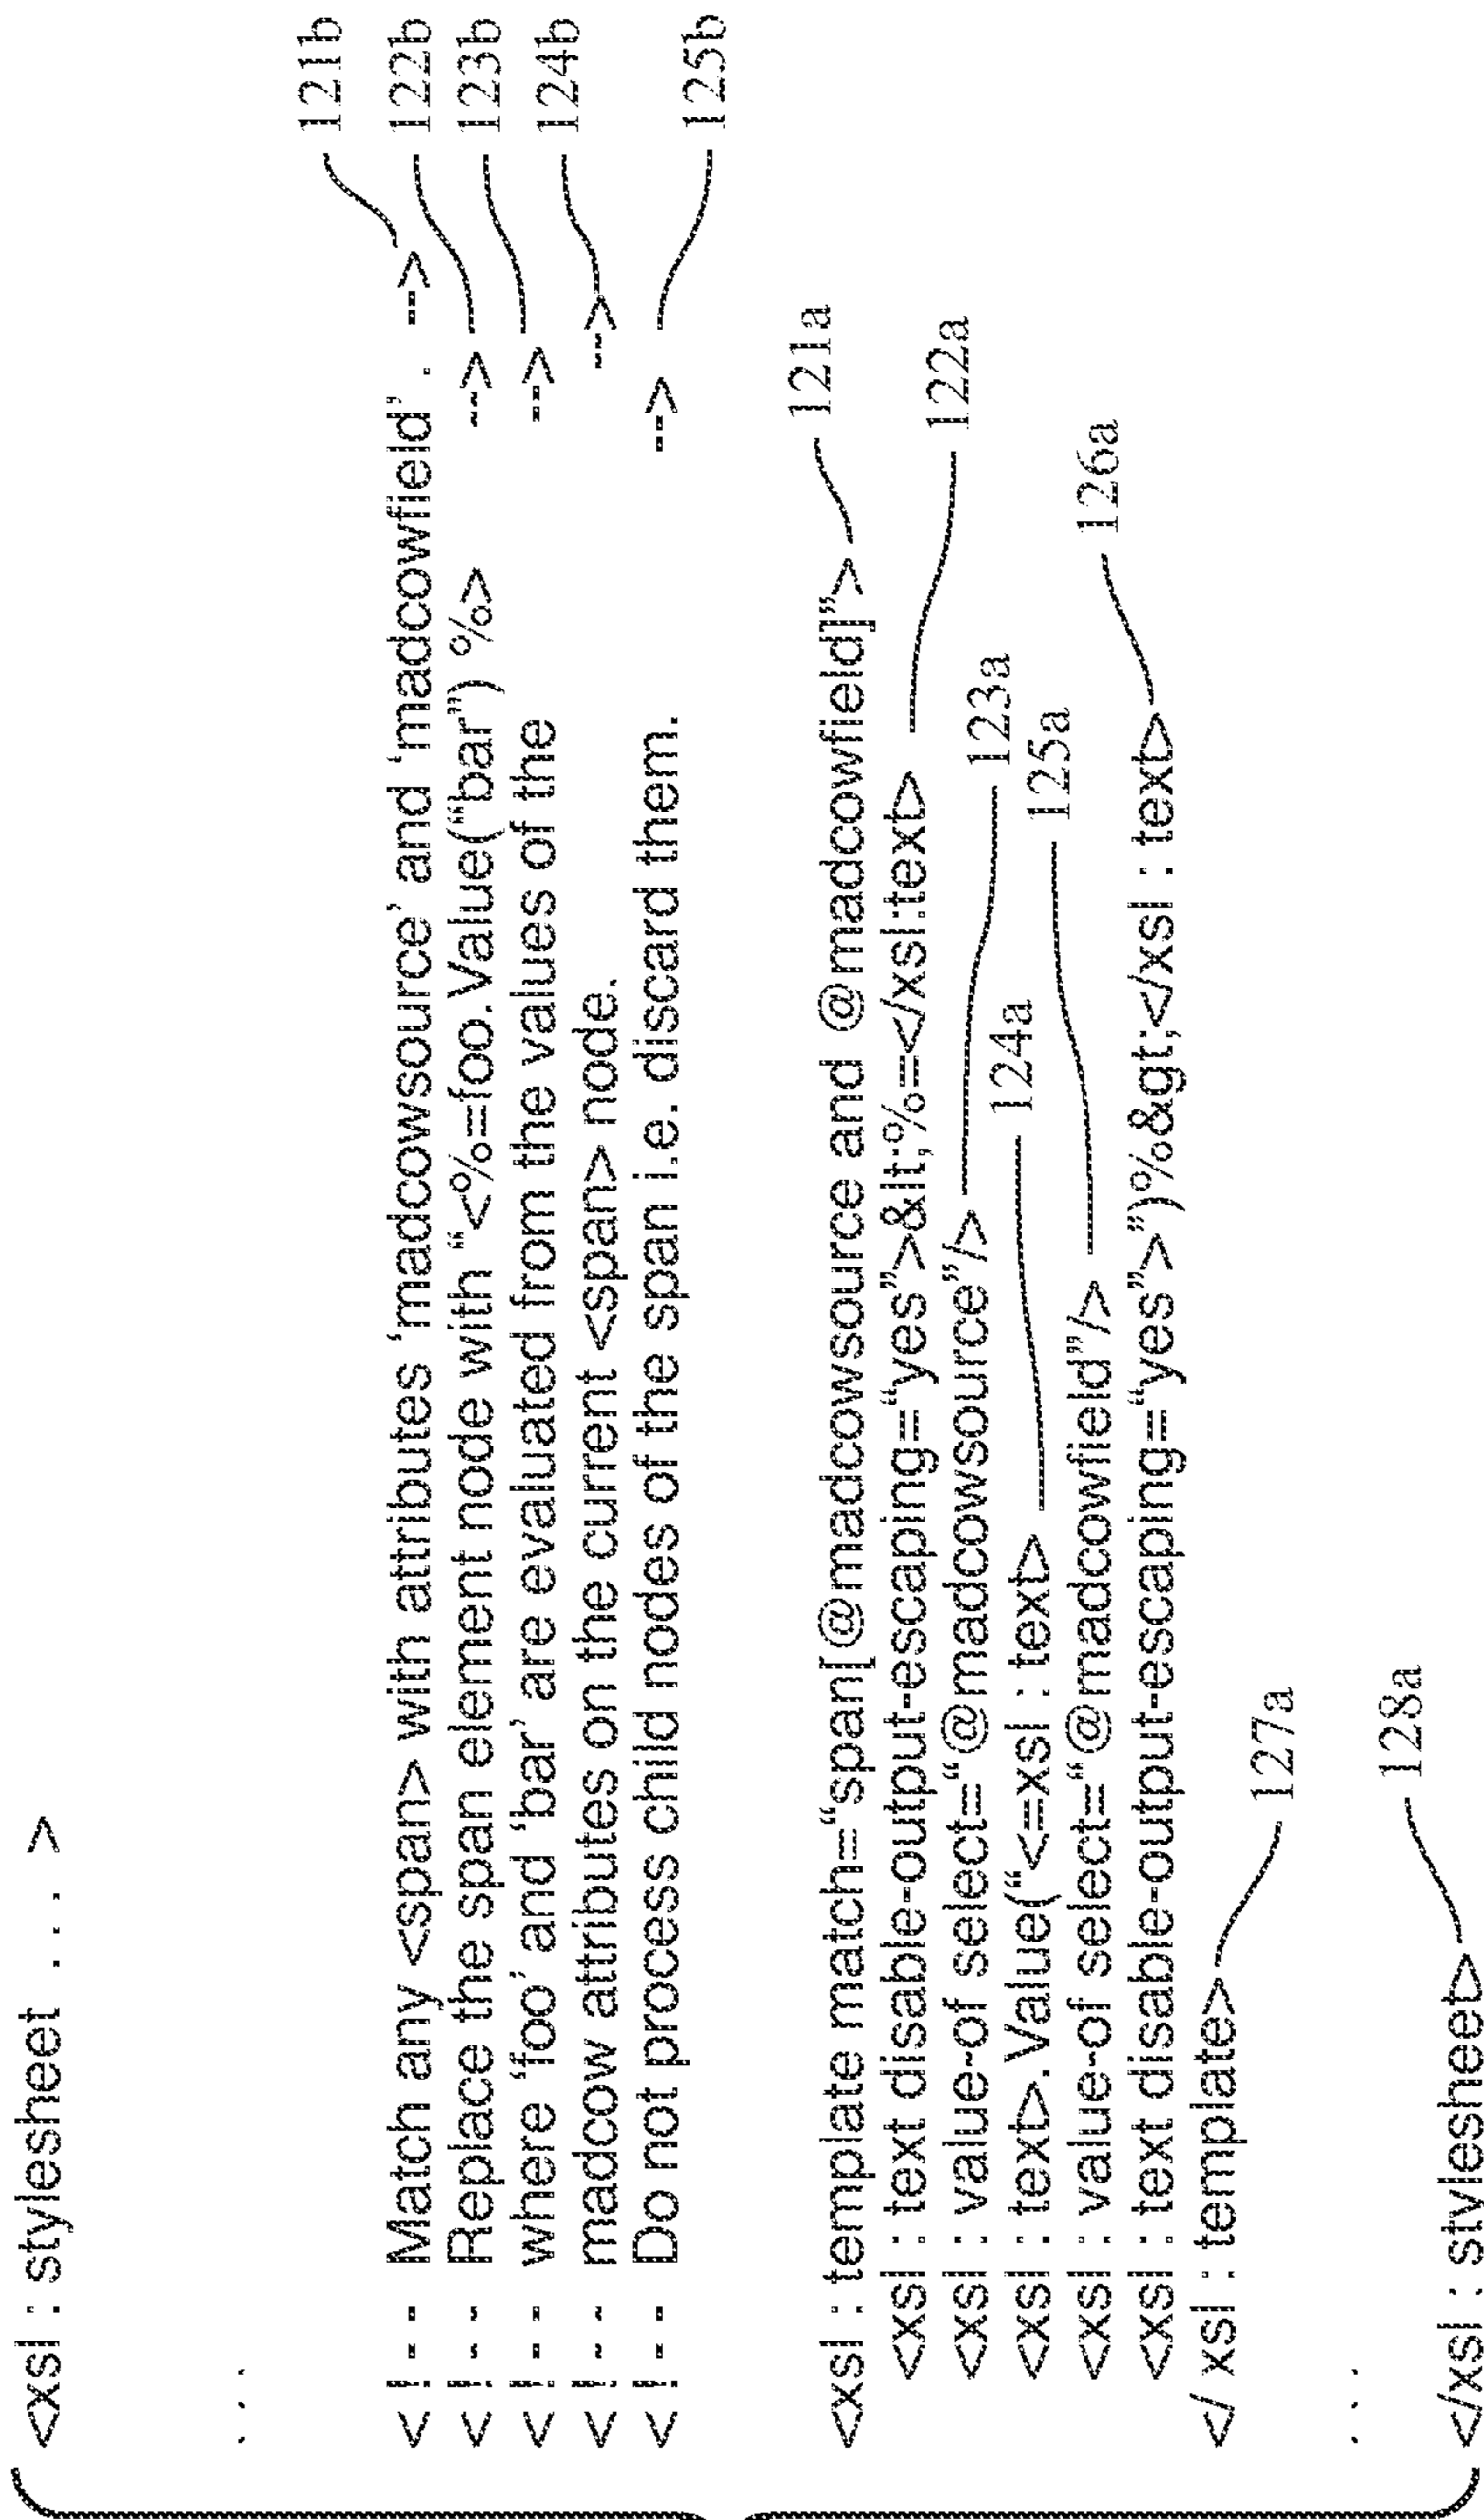 <xsl : stylesheet ... >
...
<!-- Match any <span> with attributes ‘madcowsource’ and ‘madcowfield’. --> 121b
<!-- Replace the span element node with “<%=foo.Value(“bar”) %> --> 122b
<!-- where ‘foo’ and ‘bar’ are evaluated from the values of the --> 123b
<!-- madcow attributes on the current <span> node. --> 124b
<!-- Do not process child nodes of the span i.e. discard them. --> 125b
<xsl : template match=“span[@madcowsource and @madcowfield]”> 121a
<xsl : text disable-output-escaping=“yes”>&lt;%=</xsl:text> 122a
<xsl : value-of select=“@madcowsource”/> 123a
<xsl : text>.Value(“<=xsl : text> 124a
<xsl : value-of select=“@madcowfield”/> 125a
<xsl : text disable-output-escaping=“yes”>”)%&gt;</xsl : text> 126a
</ xsl : template> 127a
...
</xsl : stylesheet> 128a